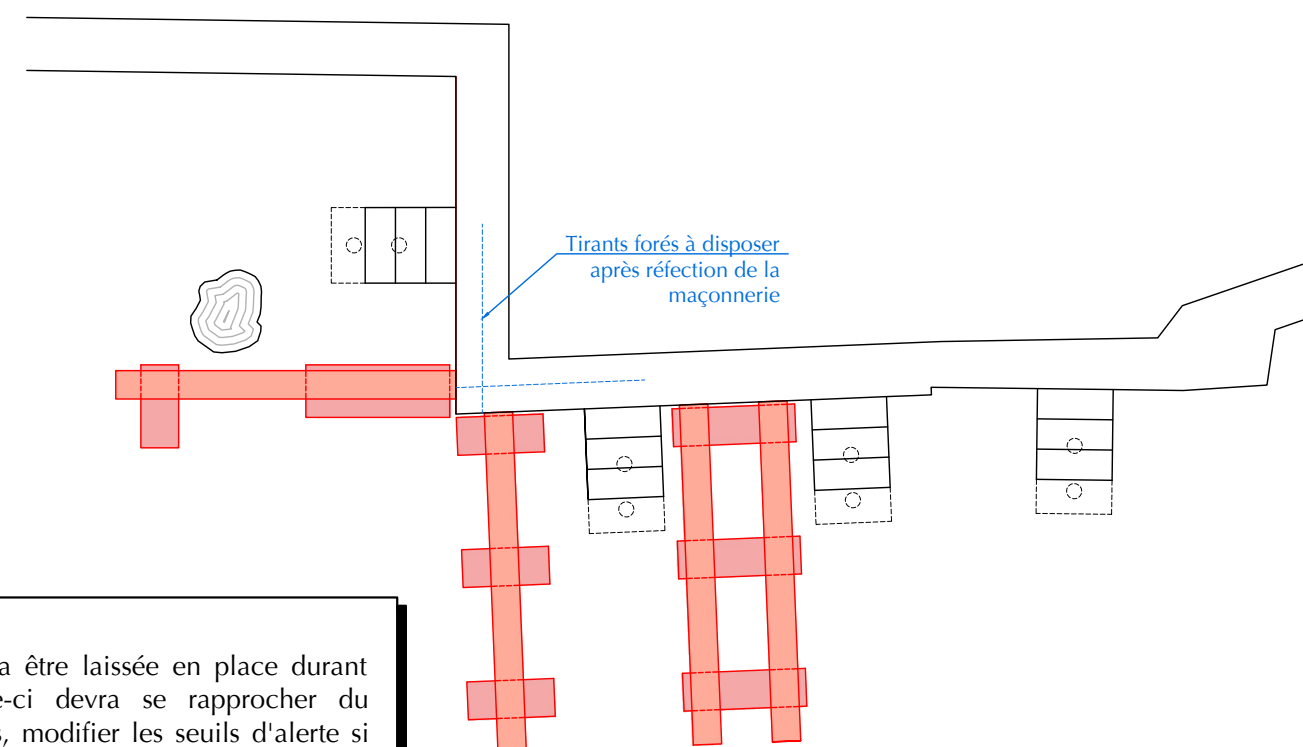 Tirants forés à disposer
après réfection de la
maçonnerie
a être laissée en place durant
e-ci devra se rapprocher du
s, modifier les seuils d'alerte si